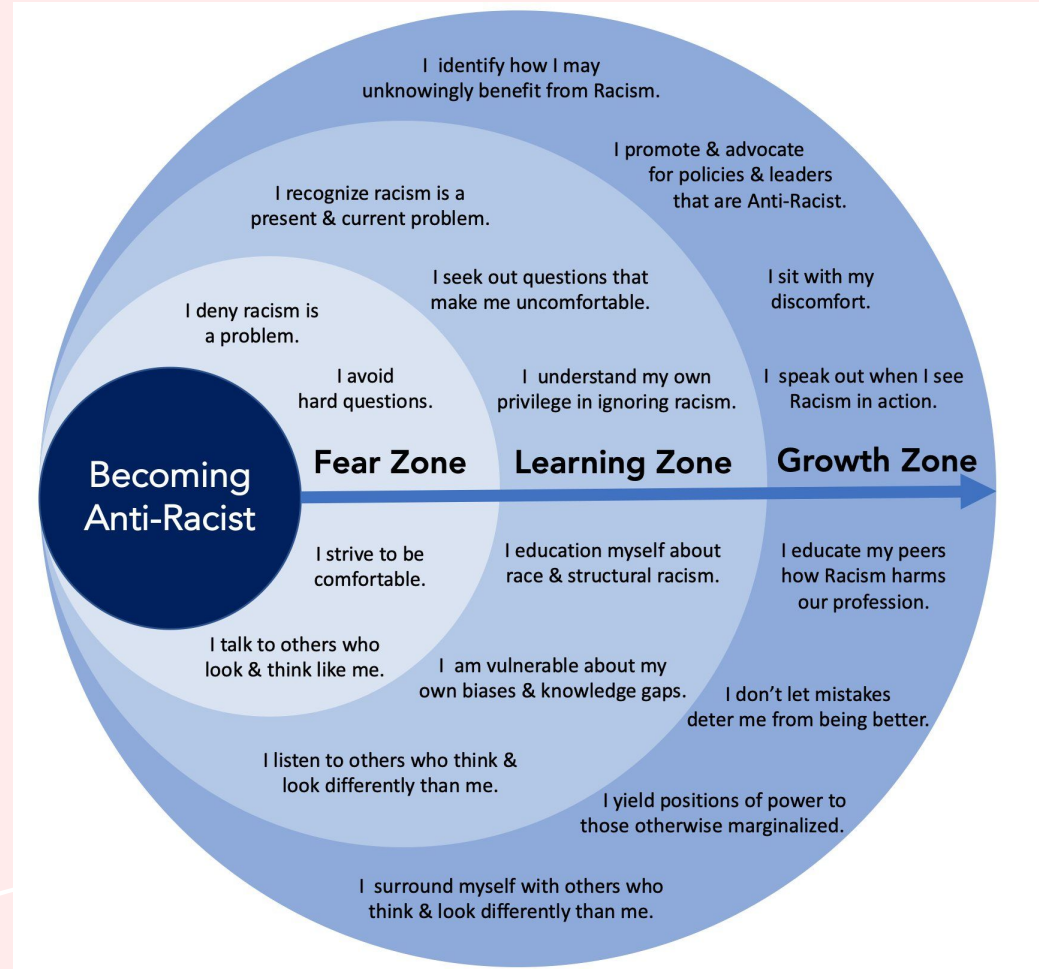 I identify how I may
unknowingly benefit from Racism.
I promote & advocate
for policies & leaders
that are Anti-Racist.
I recognize racism is a
present & current problem.
I seek out questions that
make me uncomfortable.
I sit with my
discomfort.
I deny racism is
a problem.
I avoid
hard questions.
I understand my own
privilege in ignoring racism.
I speak out when I see
Racism in action.
Becoming
Anti-Racist
Fear Zone
Learning Zone
Growth Zone
I strive to be
comfortable.
I education myself about
race & structural racism.
I educate my peers
how Racism harms
our profession.
I talk to others who
look & think like me.
I am vulnerable about my
own biases & knowledge gaps.
I don’t let mistakes
deter me from being better.
I listen to others who think &
look differently than me.
I yield positions of power to
those otherwise marginalized.
I surround myself with others who
think & look differently than me.